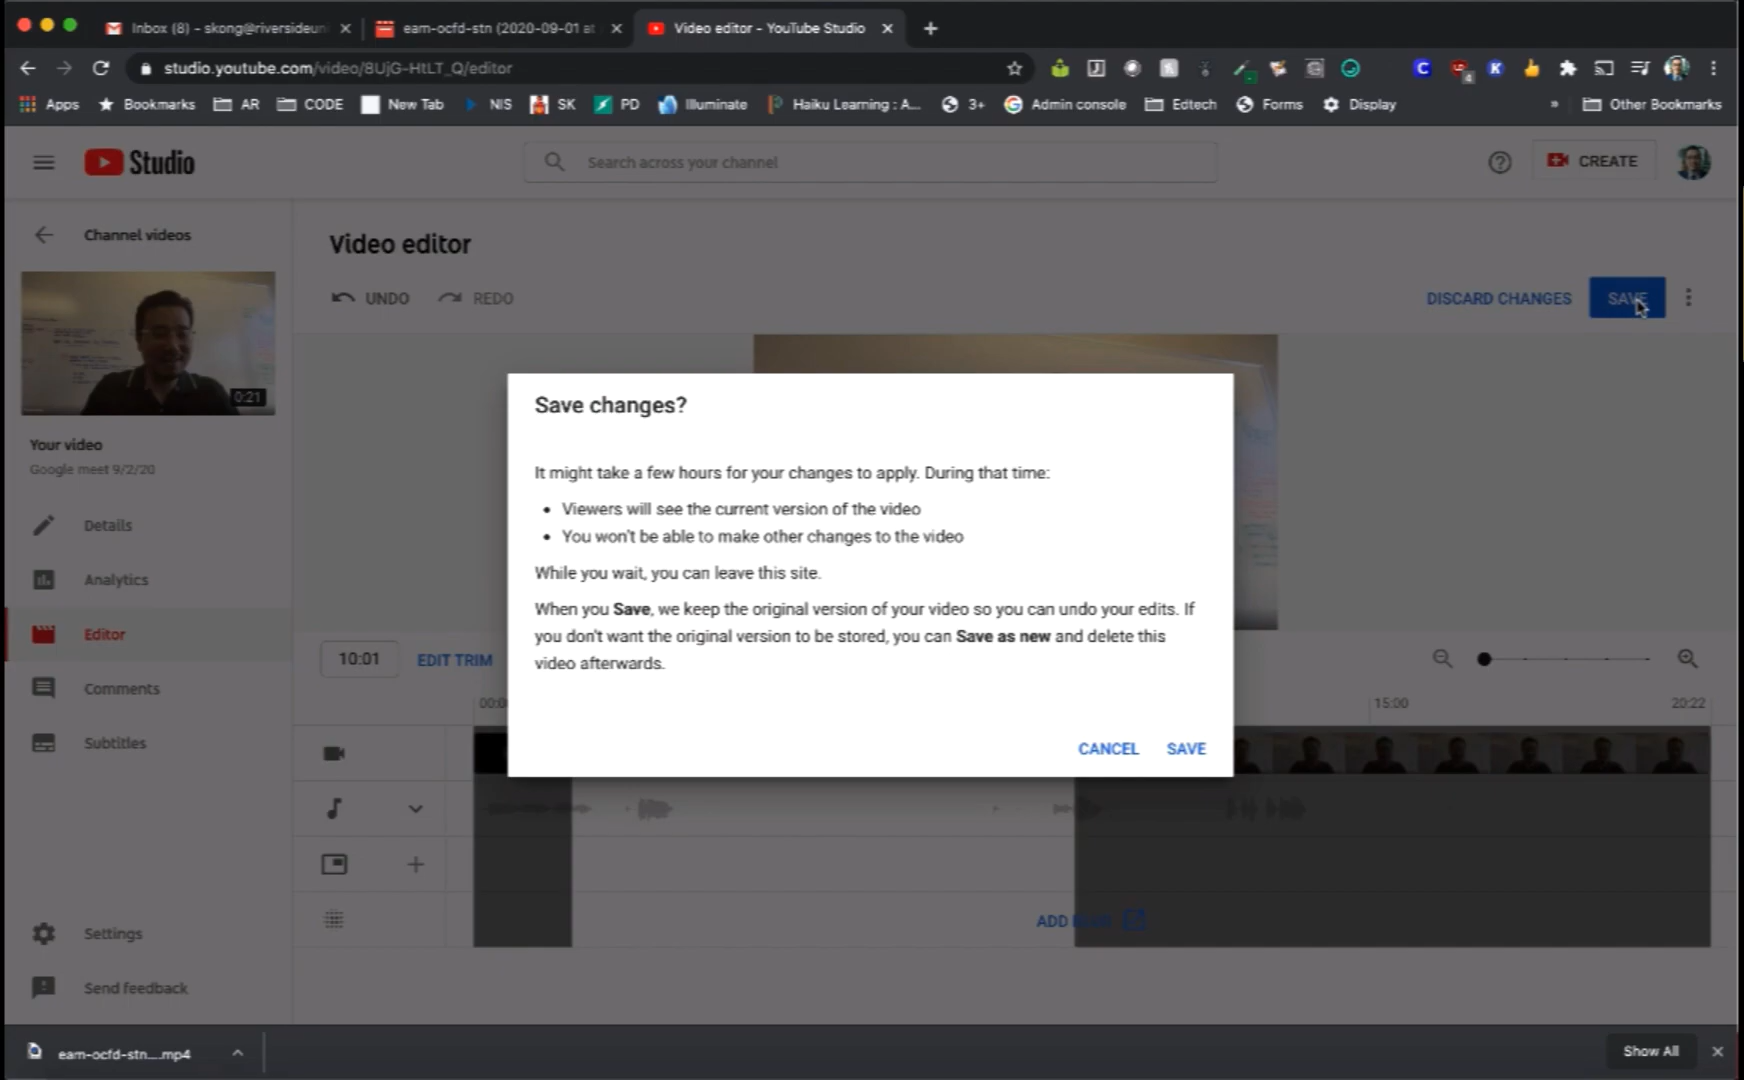 Inbox (8) - skong@riversideun
eam-ocfd-stn (2020-09-01 at
Video editor - YouTube Studio
studio.youtube.com/video/8UjG-HtLT_Q/editor
Apps
Bookmarks
AR
CODE
New Tab
NIS
SK
PD
Illuminate
Haiku Learning : A...
3+
Admin console
Edtech
Forms
Display
»
Other Bookmarks
Studio
Search across your channel
CREATE
Channel videos
Video editor
UNDO
REDO
DISCARD CHANGES
SAVE
0:21
Your video
Google meet 9/2/20
Details
Analytics
Editor
Comments
Subtitles
Settings
Send feedback
Save changes?
It might take a few hours for your changes to apply. During that time:
• Viewers will see the current version of the video
• You won't be able to make other changes to the video
While you wait, you can leave this site.
When you Save, we keep the original version of your video so you can undo your edits. If
you don't want the original version to be stored, you can Save as new and delete this
video afterwards.
CANCEL
SAVE
10:01
EDIT TRIM
15:00
20:22
ADD
eam-ocfd-stn....mp4
Show All